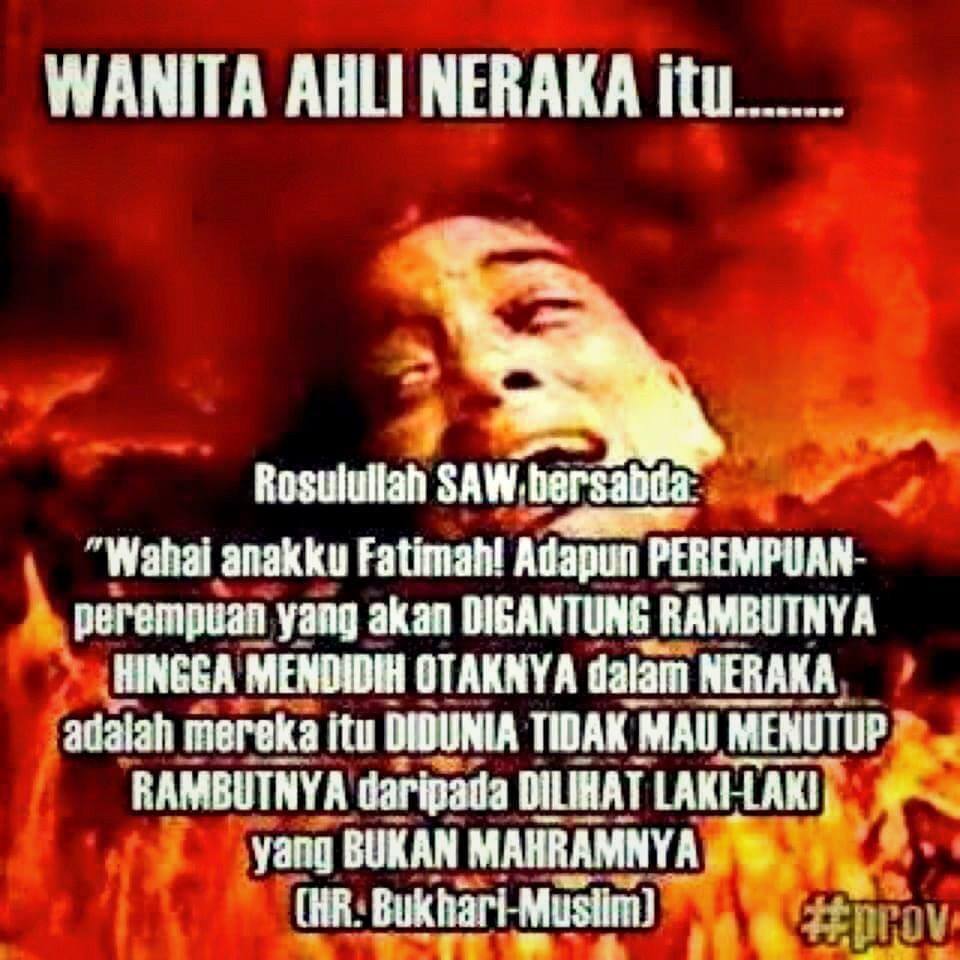 WANITA AHLI NERAKA itu........
Rosulullah SAW bersabda:
"Wahai anakku Fatimah! Adapun PEREMPUAN-
perempuan yang akan DIGANTUNG RAMBUTNYA
HINGGA MENDIDIH OTAKNYA dalam NERAKA
adalah mereka itu DIDUNIA TIDAK MAU MENUTUP
RAMBUTNYA daripada DILIHAT LAKI-LAKI
yang BUKAN MAHRAMNYA
(HR. Bukhari-Muslim)
##prov